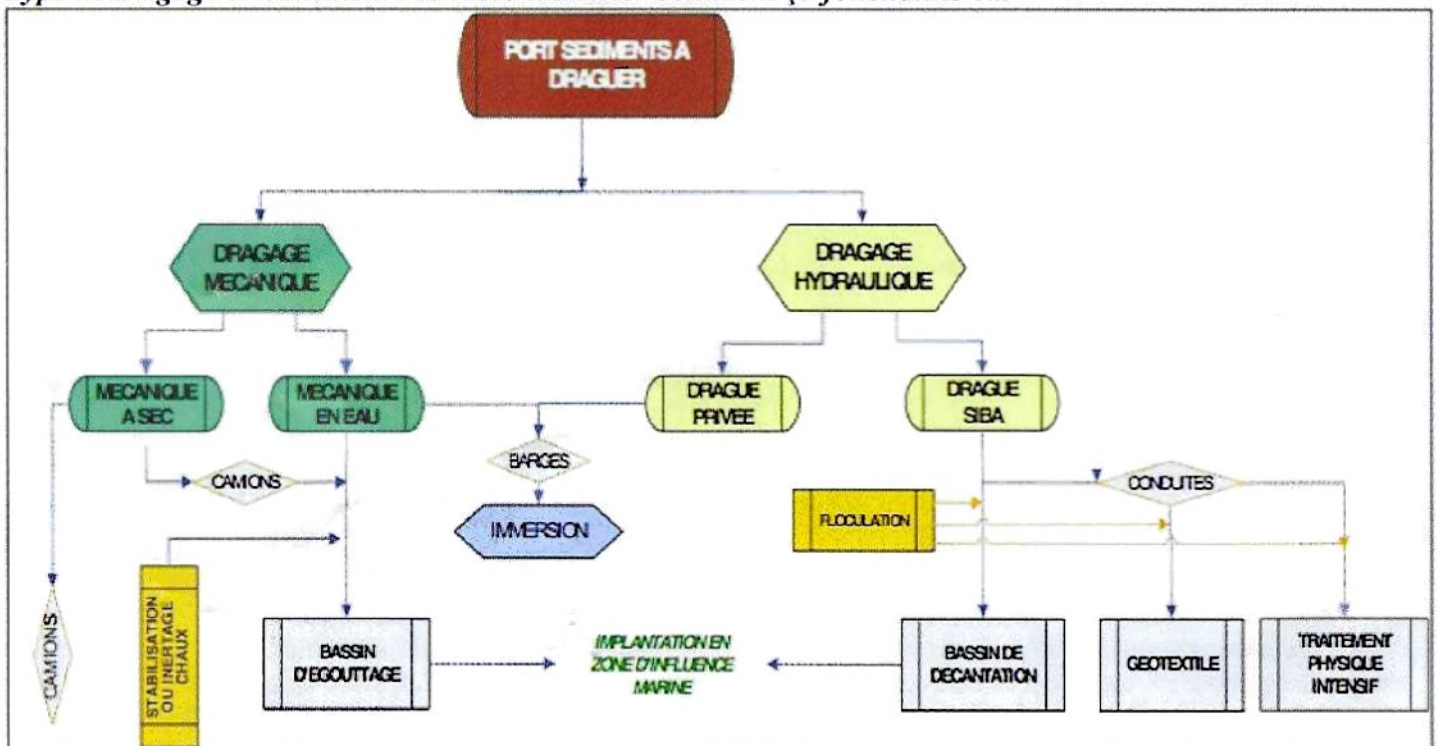 PORT SEDIMENTS A
DRAGUER
DRAGAGE
MECANIQUE
DRAGAGE
HYDRAULIQUE
MECANIQUE
A SEC
MECANIQUE
EN EAU
DRAGUE
PRIVEE
DRAGUE
SIBA
CAMIONS
BARGES
CONDUITES
FLOCULATION
IMMERSION
CAMIONS
STABILISATION
OU INERTAGE
CHAUX
BASSIN
D'EGOUTTAGE
IMPLANTATION EN
ZONE D'INFLUENCE
MARINE
BASSIN DE
DECANTATION
GEOTEXTILE
TRAITEMENT
PHYSIQUE
INTENSIF